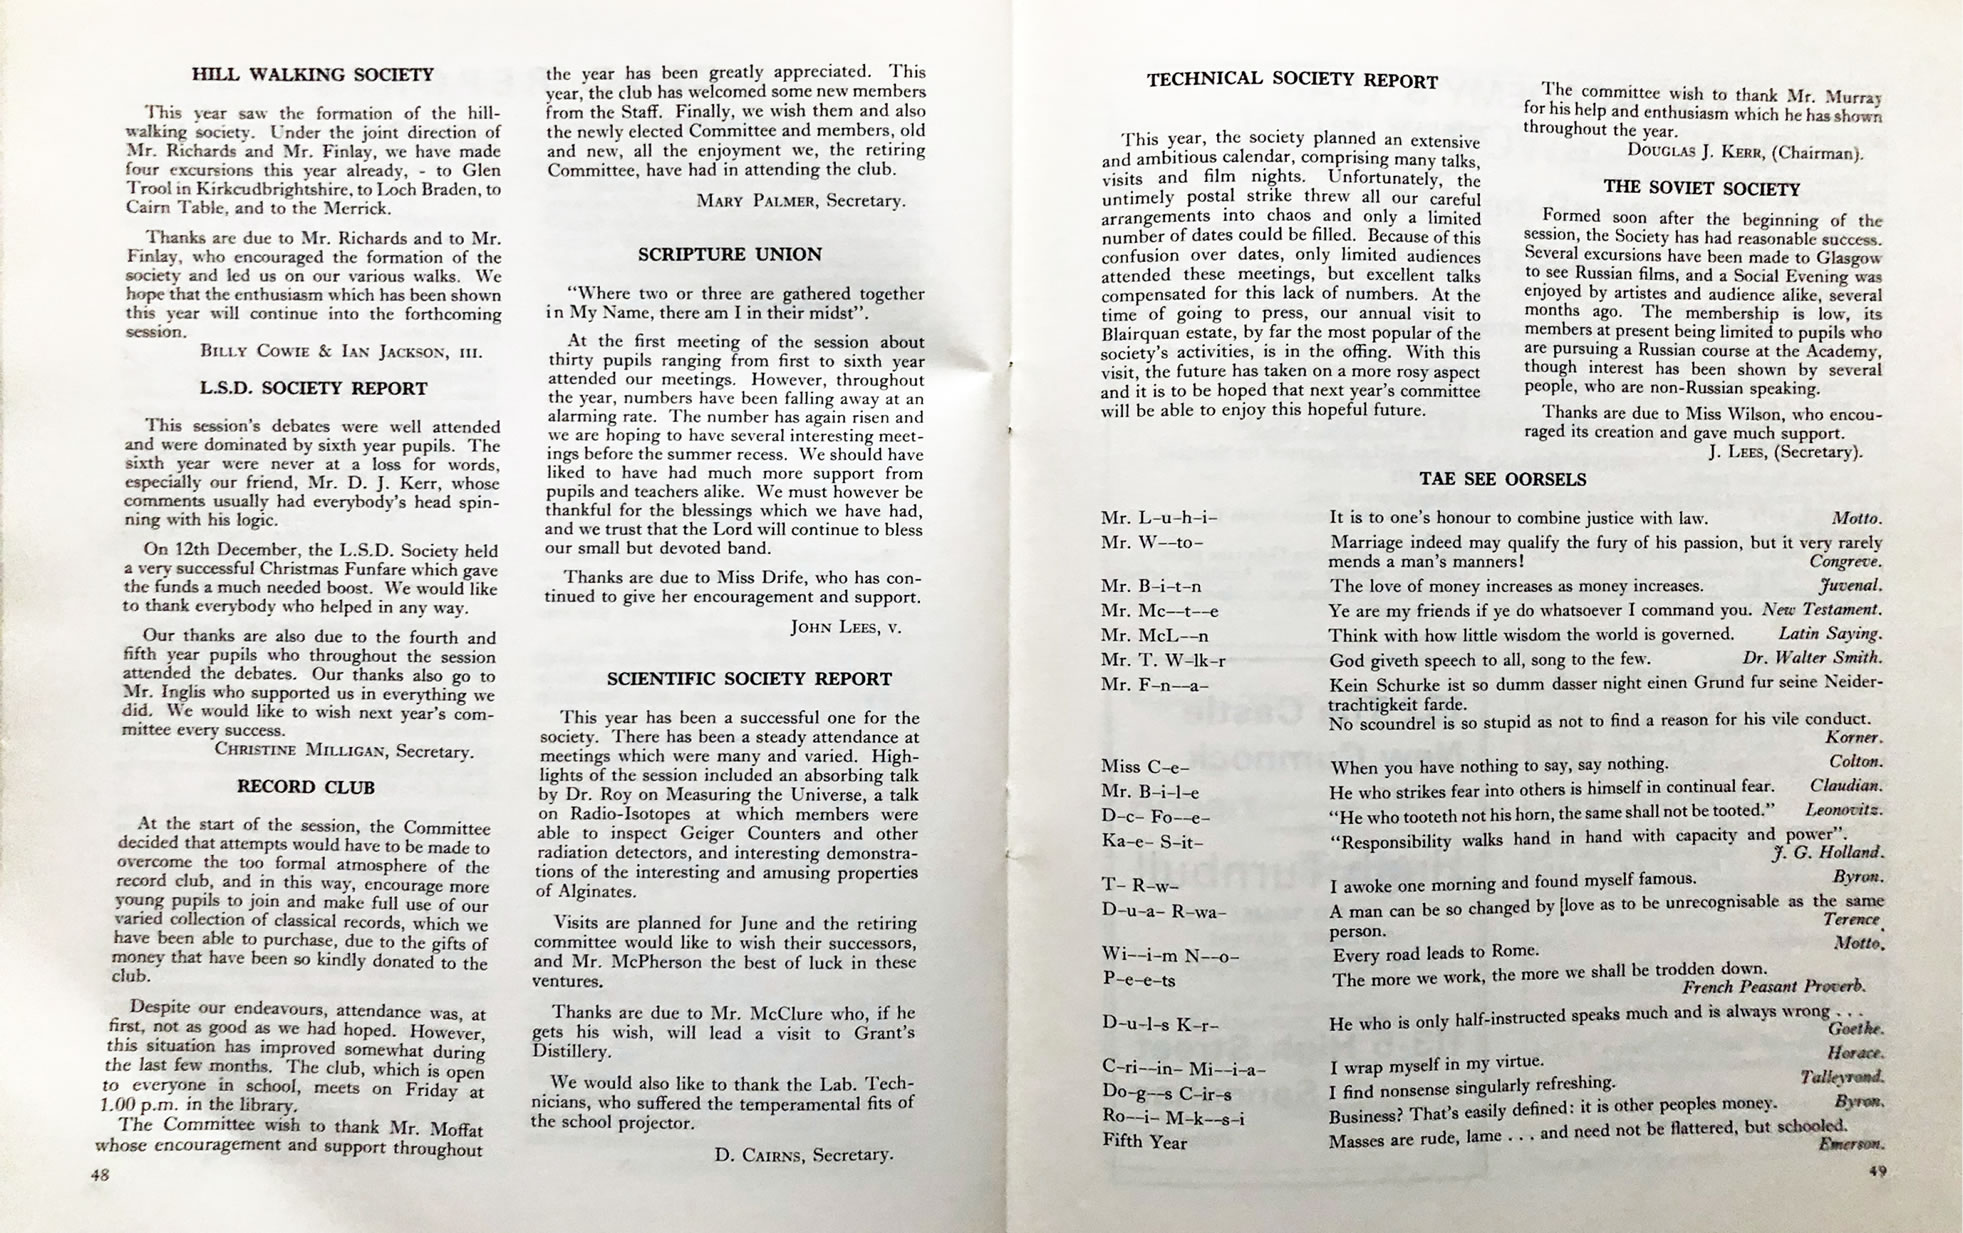 HILL WALKING SOCIETY
This year saw the formation of the hill-
walking society. Under the joint direction of
Mr. Richards and Mr. Finlay, we have made
four excursions this year already, - to Glen
Trool in Kirkcudbrightshire, to Loch Braden, to
Cairn Table, and to the Merrick.
Thanks are due to Mr. Richards and to Mr.
Finlay, who encouraged the formation of the
society and led us on our various walks. We
hope that the enthusiasm which has been shown
this year will continue into the forthcoming
session.
BILLY COWIE & IAN JACKSON, III.
L.S.D. SOCIETY REPORT
This session's debates were well attended
and were dominated by sixth year pupils. The
sixth year were never at a loss for words,
especially our friend, Mr. D. J. Kerr, whose
comments usually had everybody's head spin-
ning with his logic.
On 12th December, the L.S.D. Society held
a very successful Christmas Funfare which gave
the funds a much needed boost. We would like
to thank everybody who helped in any way.
Our thanks are also due to the fourth and
fifth year pupils who throughout the session
attended the debates. Our thanks also go to
Mr. Inglis who supported us in everything we
did. We would like to wish next year's com-
mittee every success.
CHRISTINE MILLIGAN, Secretary.
RECORD CLUB
At the start of the session, the Committee
decided that attempts would have to be made to
overcome the too formal atmosphere of the
record club, and in this way, encourage more
young pupils to join and make full use of our
varied collection of classical records, which we
have been able to purchase, due to the gifts of
money that have been so kindly donated to the
club.
Despite our endeavours, attendance was, at
first, not as good as we had hoped. However,
this situation has improved somewhat during
the last few months. The club, which is open
to everyone in school, meets on Friday at
1.00 p.m. in the library.
The Committee wish to thank Mr. Moffat
whose encouragement and support throughout
48
the year has been greatly appreciated. This
year, the club has welcomed some new members
from the Staff. Finally, we wish them and also
the newly elected Committee and members, old
and new, all the enjoyment we, the retiring
Committee, have had in attending the club.
MARY PALMER, Secretary.
SCRIPTURE UNION
"Where two or three are gathered together
in My Name, there am I in their midst".
At the first meeting of the session about
thirty pupils ranging from first to sixth year
attended our meetings. However, throughout
the year, numbers have been falling away at an
alarming rate. The number has again risen and
we are hoping to have several interesting meet-
ings before the summer recess. We should have
liked to have had much more support from
pupils and teachers alike. We must however be
thankful for the blessings which we have had,
and we trust that the Lord will continue to bless
our small but devoted band.
Thanks are due to Miss Drife, who has con-
tinued to give her encouragement and support.
JOHN LEES, V.
SCIENTIFIC SOCIETY REPORT
This year has been a successful one for the
society. There has been a steady attendance at
meetings which were many and varied. High-
lights of the session included an absorbing talk
by Dr. Roy on Measuring the Universe, a talk
on Radio-Isotopes at which members were
able to inspect Geiger Counters and other
radiation detectors, and interesting demonstra-
tions of the interesting and amusing properties
of Alginates.
Visits are planned for June and the retiring
committee would like to wish their successors,
and Mr. McPherson the best of luck in these
ventures.
Thanks are due to Mr. McClure who, if he
gets his wish, will lead a visit to Grant's
Distillery.
We would also like to thank the Lab. Tech-
nicians, who suffered the temperamental fits of
the school projector.
D. CAIRNS, Secretary.
TECHNICAL SOCIETY REPORT
This year, the society planned an extensive
and ambitious calendar, comprising many talks,
visits and film nights. Unfortunately, the
untimely postal strike threw all our careful
arrangements into chaos and only a limited
number of dates could be filled. Because of this
confusion over dates, only limited audiences
attended these meetings, but excellent talks
compensated for this lack of numbers. At the
time of going to press, our annual visit to
Blairquan estate, by far the most popular of the
society's activities, is in the offing. With this
visit, the future has taken on a more rosy aspect
and it is to be hoped that next year's committee
will be able to enjoy this hopeful future.
The committee wish to thank Mr. Murray
for his help and enthusiasm which he has shown
throughout the year.
DOUGLAS J. KERR, (Chairman).
THE SOVIET SOCIETY
Formed soon after the beginning of the
session, the Society has had reasonable success.
Several excursions have been made to Glasgow
to see Russian films, and a Social Evening was
enjoyed by artistes and audience alike, several
months ago. The membership is low, its
members at present being limited to pupils who
are pursuing a Russian course at the Academy,
though interest has been shown by several
people, who are non-Russian speaking.
Thanks are due to Miss Wilson, who encou-
raged its creation and gave much support.
J. LEES, (Secretary).
TAE SEE OORSELS
Mr. L-u-h-i- It is to one's honour to combine justice with law. Motto.
Mr. W--to- Marriage indeed may qualify the fury of his passion, but it very rarely
mends a man's manners! Congreve.
Mr. B-i-t-n The love of money increases as money increases. Juvenal.
Mr. Mc--t--e Ye are my friends if ye do whatsoever I command you. New Testament.
Mr. McL--n Think with how little wisdom the world is governed. Latin Saying.
Mr. T. W-lk-r God giveth speech to all, song to the few. Dr. Walter Smith.
Mr. F-n--a- Kein Schurke ist so dumm dasser night einen Grund fur seine Neider-
trachtigkeit farde.
No scoundrel is so stupid as not to find a reason for his vile conduct.
Korner.
Miss C-e- When you have nothing to say, say nothing. Colton.
Mr. B-i-l-e He who strikes fear into others is himself in continual fear. Claudian.
D-c- Fo--e- "He who tooteth not his horn, the same shall not be tooted." Leonovitz.
Ka-e- S-it- "Responsibility walks hand in hand with capacity and power".
J. G. Holland.
T- R-w- I awoke one morning and found myself famous. Byron.
D-u-a- R-wa- A man can be so changed by [love as to be unrecognisable as the same
person. Terence.
Wi--i-m N--o- Every road leads to Rome. Motto.
P-e-e-ts The more we work, the more we shall be trodden down.
French Peasant Proverb.
D-u-l-s K-r- He who is only half-instructed speaks much and is always wrong . . .
Goethe.
C-ri--in- Mi--i-a- I wrap myself in my virtue. Horace.
Do-g--s C-ir-s I find nonsense singularly refreshing. Talleyrond.
Ro--i- M-k--s-i Business? That's easily defined: it is other peoples money. Byron.
Fifth Year Masses are rude, lame . . . and need not be flattered, but schooled.
Emerson.
49